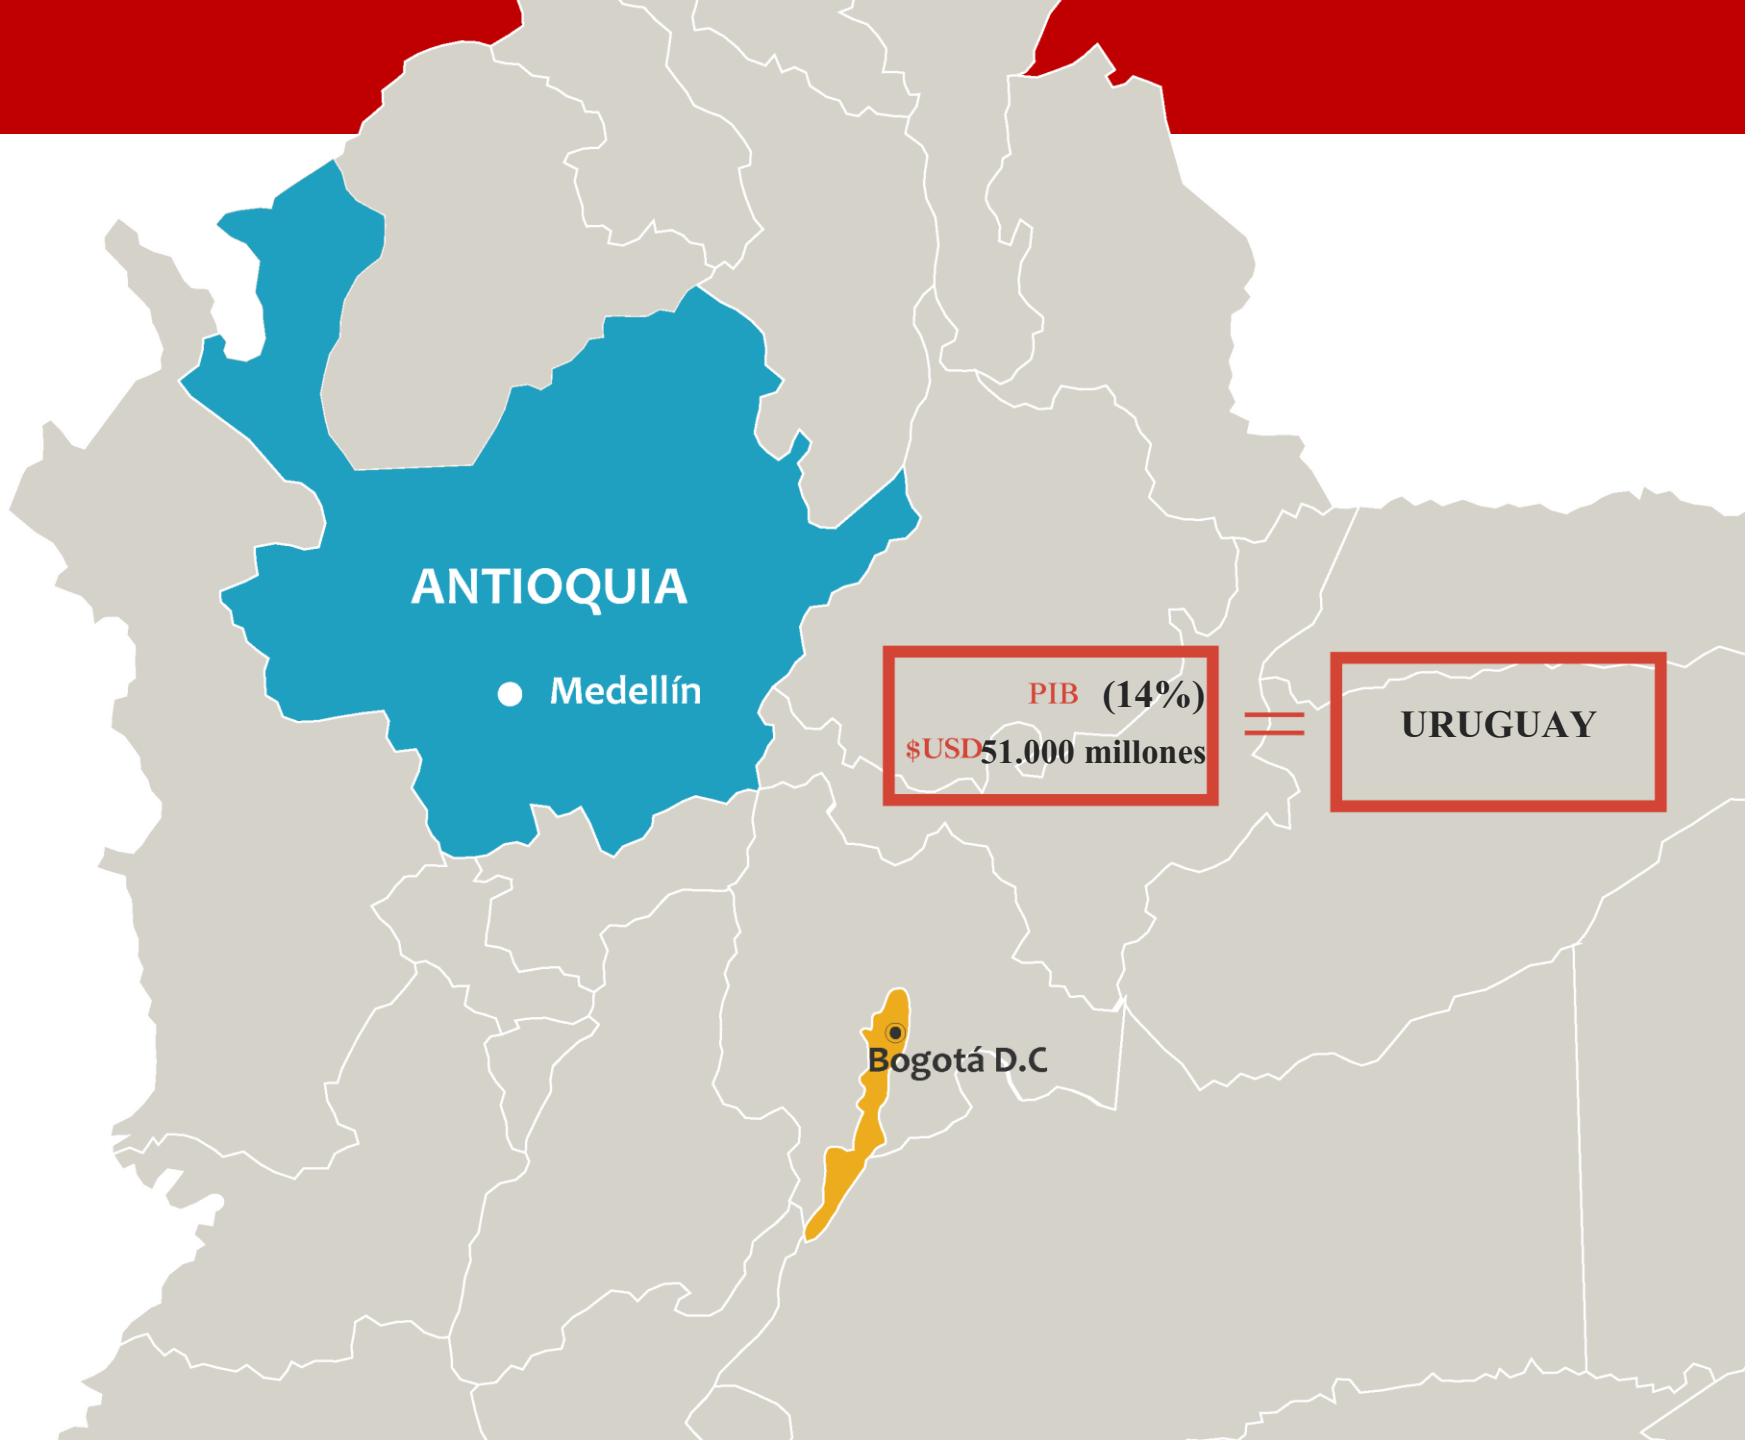 ANTIOQUIA
Medellín
PIB (14%)
$USD51.000 millones
=
URUGUAY
Bogotá D.C